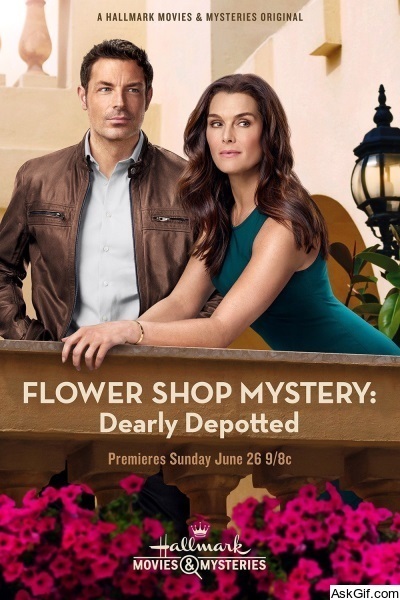 A HALLMARK MOVIES & MYSTERIES ORIGINAL
FLOWER SHOP MYSTERY:
Dearly Depotted
Premieres Sunday June 26 9/8c
Hallmark
MOVIES & MYSTERIES
AskGif.com